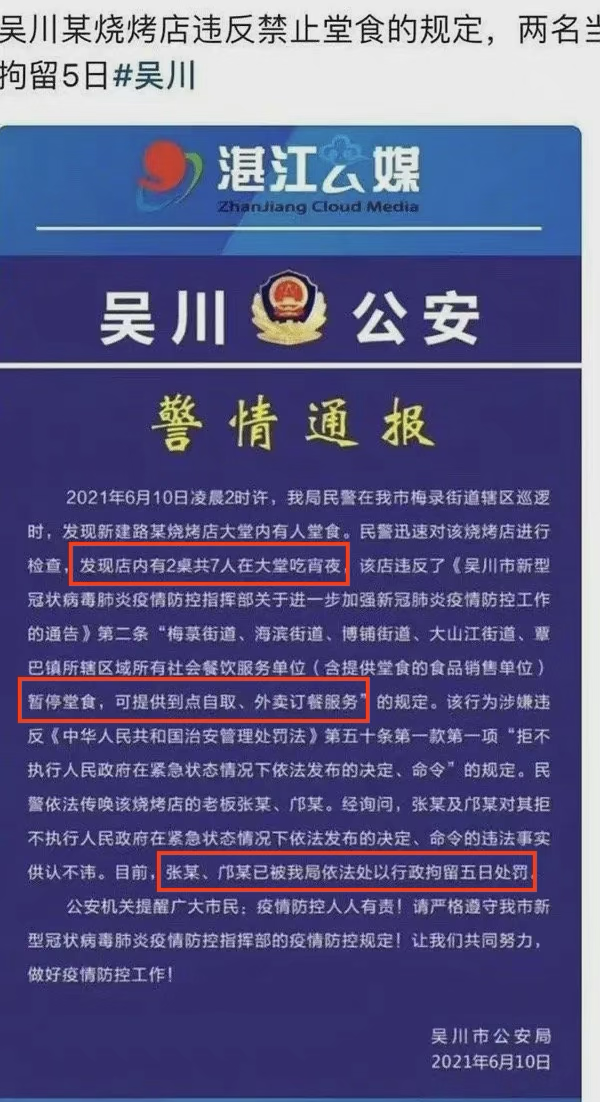 吴川某烧烤店违反禁止堂食的规定，两名当
拘留5日#吴川
湛江云媒
ZhanJiang Cloud Media
吴川 公安
警情通报
2021年6月10日凌晨2时许，我局民警在我市梅录街道辖区巡逻
时，发现新建路某烧烤店大堂内有人堂食。民警迅速对该烧烤店进行
检查，发现店内有2桌共7人在大堂吃宵夜，该店违反了《吴川市新型
冠状病毒肺炎疫情防控指挥部关于进一步加强新冠肺炎疫情防控工作
的通告》第二条“梅菉街道、海滨街道、博铺街道、大山江街道、覃
巴镇所辖区域所有社会餐饮服务单位（含提供堂食的食品销售单位）
暂停堂食，可提供到点自取、外卖订餐服务”的规定。该行为涉嫌违
反《中华人民共和国治安管理处罚法》第五十条第一款第一项“拒不
执行人民政府在紧急状态情况下依法发布的决定、命令”的规定。民
警依法传唤该烧烤店的老板张某、邝某。经询问，张某及邝某对其拒
不执行人民政府在紧急状态情况下依法发布的决定、命令的违法事实
供认不讳。目前，张某、邝某已被我局依法处以行政拘留五日处罚。
公安机关提醒广大市民：疫情防控人人有责！请严格遵守我市新
型冠状病毒肺炎疫情防控指挥部的疫情防控规定！让我们共同努力，
做好疫情防控工作！
吴川市公安局
2021年6月10日